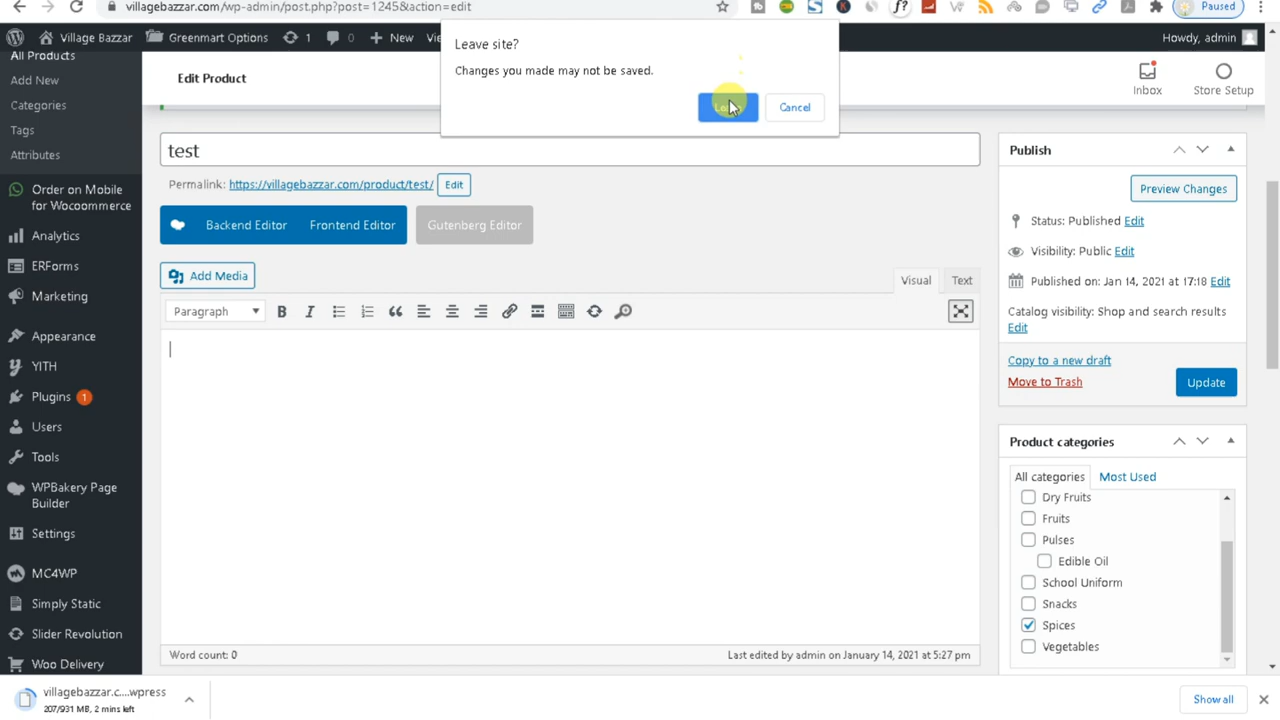 villagebazzar.com/wp-admin/post.php?post=1245&action=edit
Paused
Village Bazzar
Greenmart Options
1
0
New
Howdy, admin
Leave site?
Changes you made may not be saved.
Cancel
All Products
Add New
Categories
Tags
Attributes
Order on Mobile
for Wocoommerce
Analytics
ERForms
Marketing
Appearance
YITH
Plugins 1
Users
Tools
WPBakery Page
Builder
Settings
MC4WP
Simply Static
Slider Revolution
Woo Delivery
Edit Product
Inbox
Store Setup
test
Permalink: https://villagebazzar.com/product/test/ Edit
Backend Editor
Frontend Editor
Gutenberg Editor
Add Media
Visual
Text
Paragraph
B
I
Word count: 0
Last edited by admin on January 14, 2021 at 5:27 pm
Publish
Preview Changes
Status: Published Edit
Visibility: Public Edit
Published on: Jan 14, 2021 at 17:18 Edit
Catalog visibility: Shop and search results
Edit
Copy to a new draft
Move to Trash
Update
Product categories
All categories
Most Used
Dry Fruits
Fruits
Pulses
Edible Oil
School Uniform
Snacks
Spices
Vegetables
villagebazzar.c....wpress
207/931 MB, 2 mins left
Show all